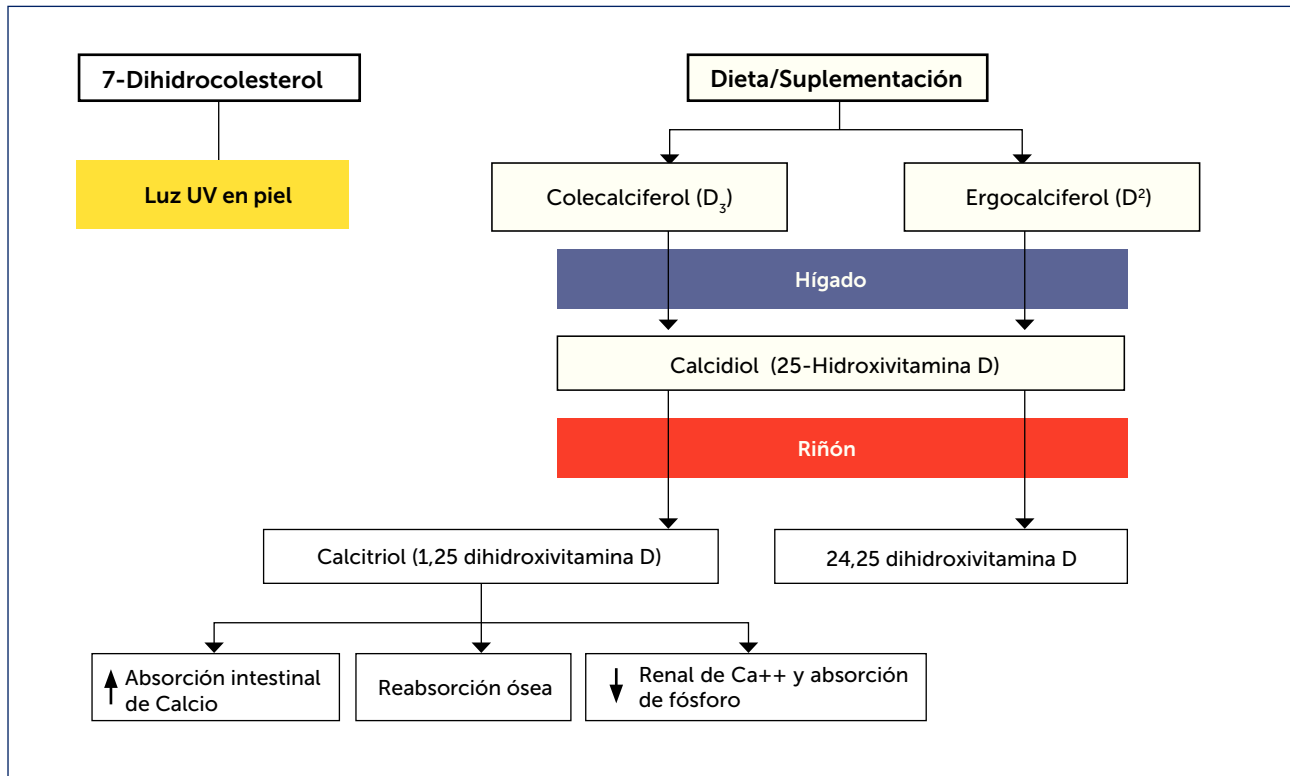 7-Dihidrocolesterol
Dieta/Suplementación
Luz UV en piel
Colecalciferol (D₃)
Ergocalciferol (D²)
Hígado
Calcidiol (25-Hidroxivitamina D)
Riñón
Calcitriol (1,25 dihidroxivitamina D)
24,25 dihidroxivitamina D
Absorción intestinal
de Calcio
Reabsorción ósea
Renal de Ca++ y absorción
de fósforo